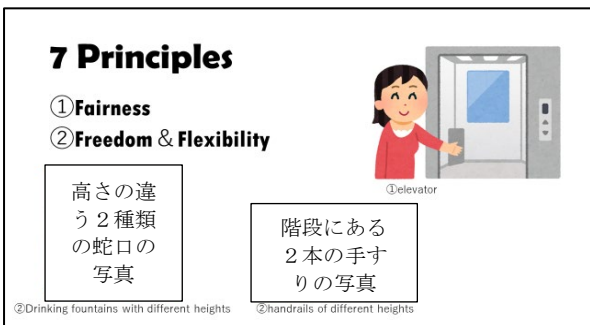 7 Principles
①Fairness
②Freedom & Flexibility
①elevator
高さの違
う２種類
の蛇口の
写真
階段にある
２本の手す
りの写真
②Drinking fountains with different heights
②handrails of different heights